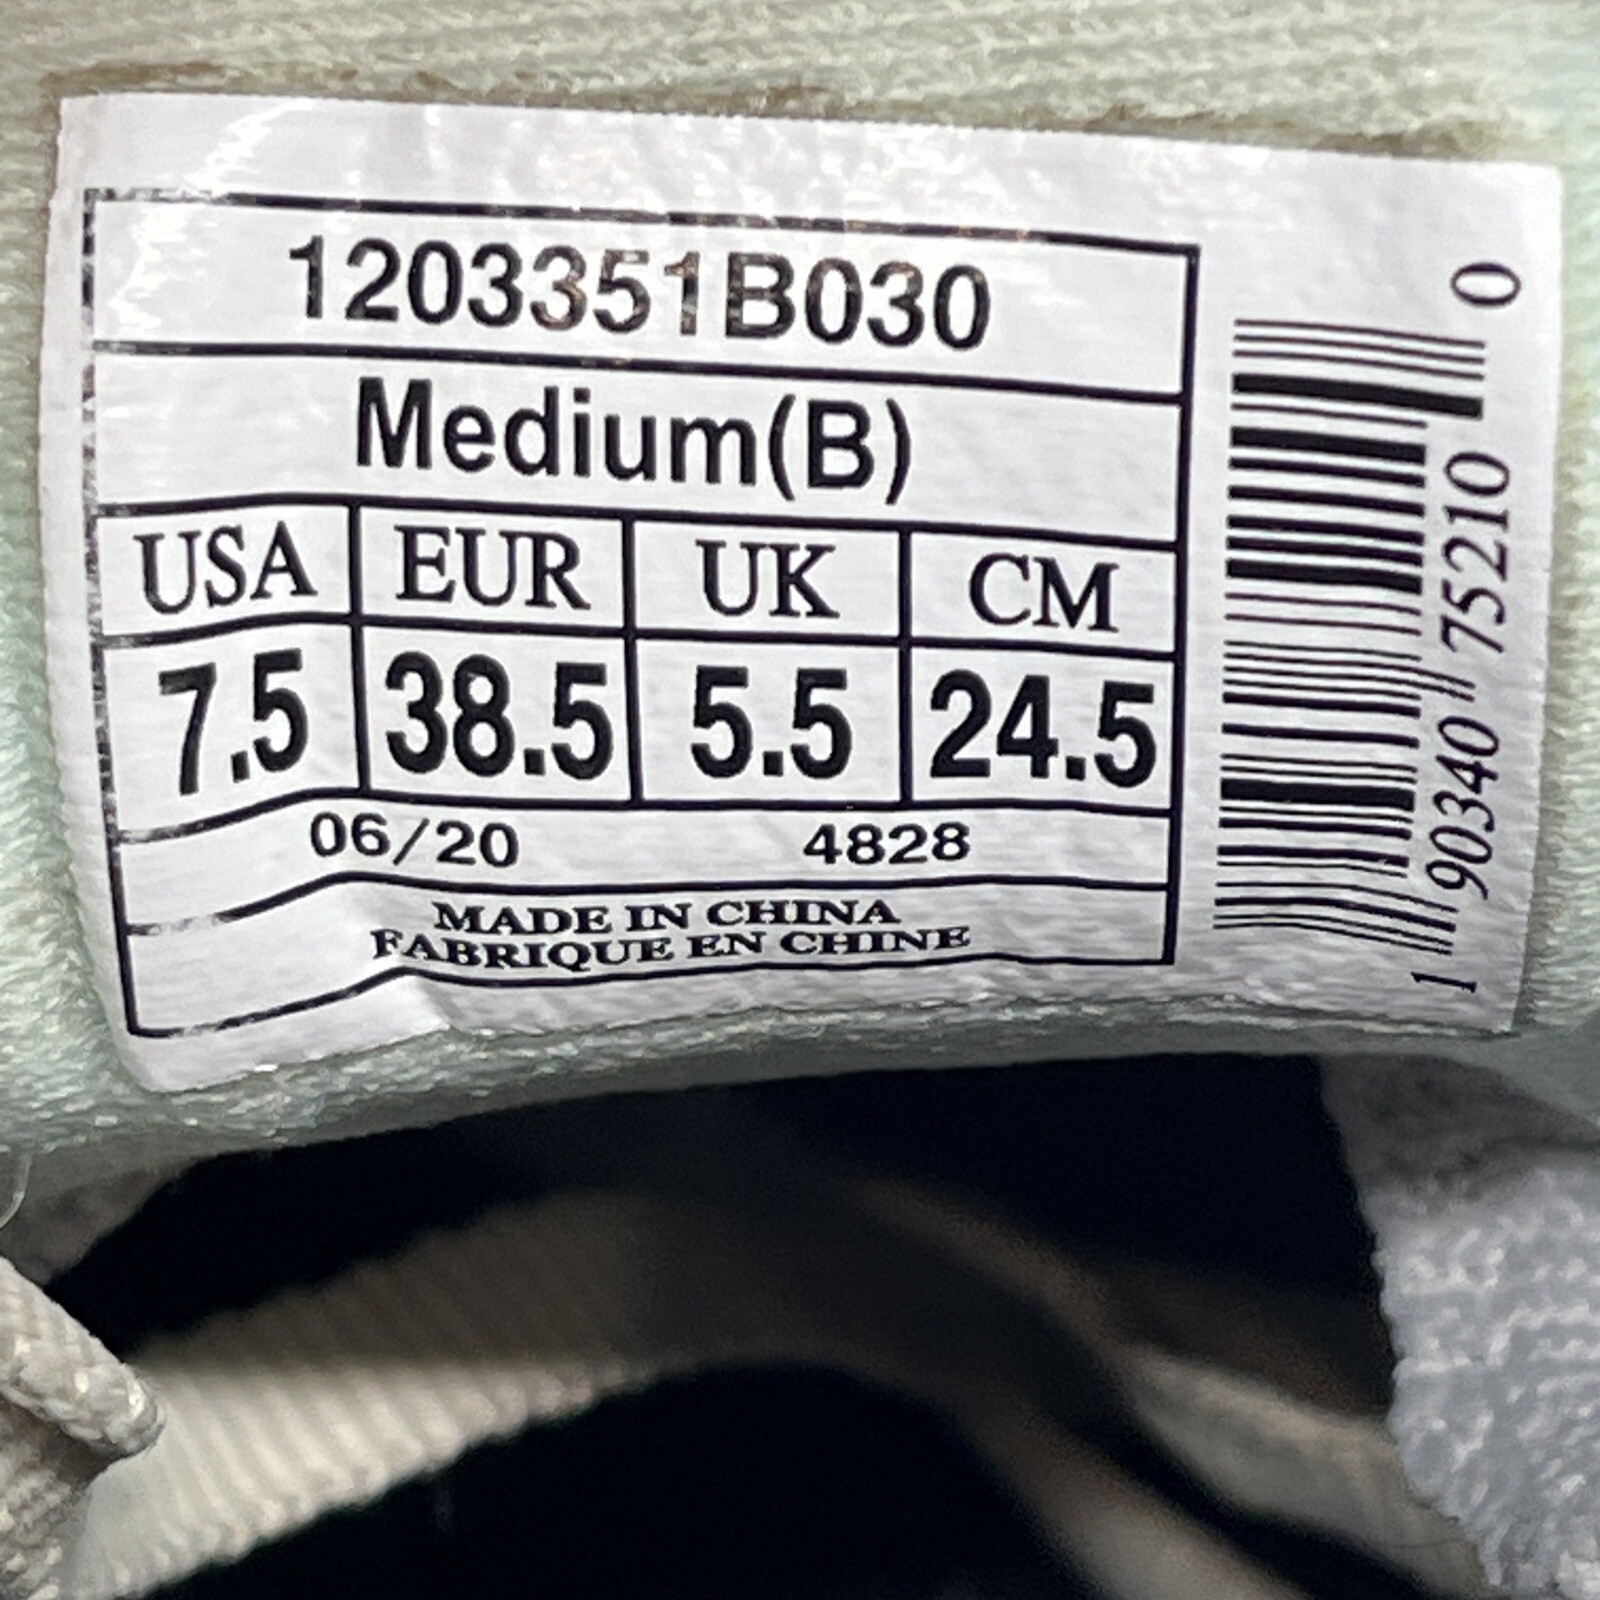 1203351B030
Medium(B)
USA EUR UK CM
7.5 38.5 5.5 24.5
06/20 4828
MADE IN CHINA
FABRIQUE EN CHINE
1 90340 75210 0